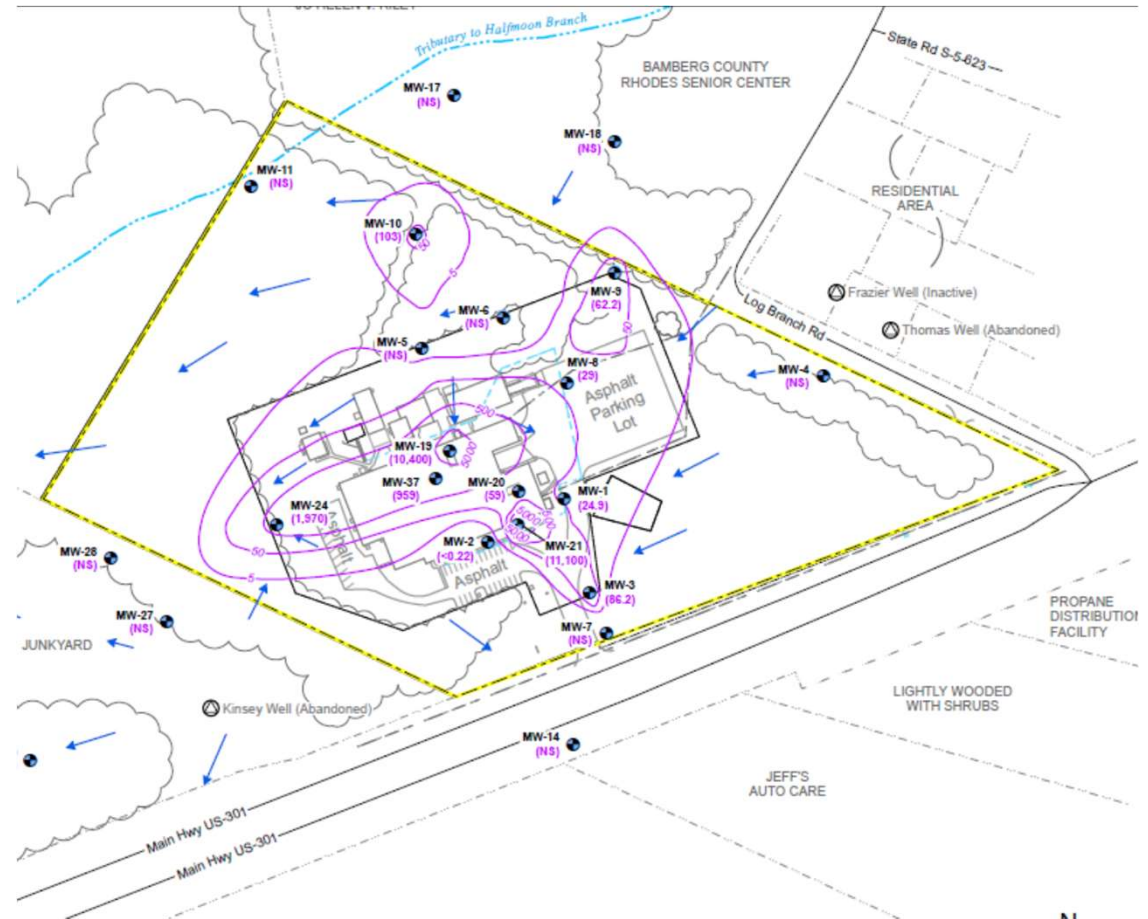 Tributary to Halfmoon Branch
State Rd S-5-623
BAMBERG COUNTY
RHODES SENIOR CENTER
MW-17
(NS)
MW-18
(NS)
MW-11
(NS)
RESIDENTIAL
AREA
MW-10
(103)
50
5
MW-9
(62.2)
50
Frazier Well (Inactive)
Log Branch Rd
Thomas Well (Abandoned)
MW-6
(NS)
MW-5
(NS)
MW-8
(29)
MW-4
(NS)
Asphalt
Parking
Lot
500
MW-19
(10,400)
5000
MW-37
(959)
MW-20
(59)
MW-1
(24.9)
MW-24
(1,970)
Asphalt
5000
5000
50
5
MW-2
(<0.22)
MW-21
(11,100)
Asphalt
MW-28
(NS)
MW-3
(86.2)
MW-27
(NS)
MW-7
(NS)
JUNKYARD
PROPANE
DISTRIBUTION
FACILITY
Kinsey Well (Abandoned)
LIGHTLY WOODED
WITH SHRUBS
MW-14
(NS)
JEFF'S
AUTO CARE
Main Hwy US-301
Main Hwy US-301